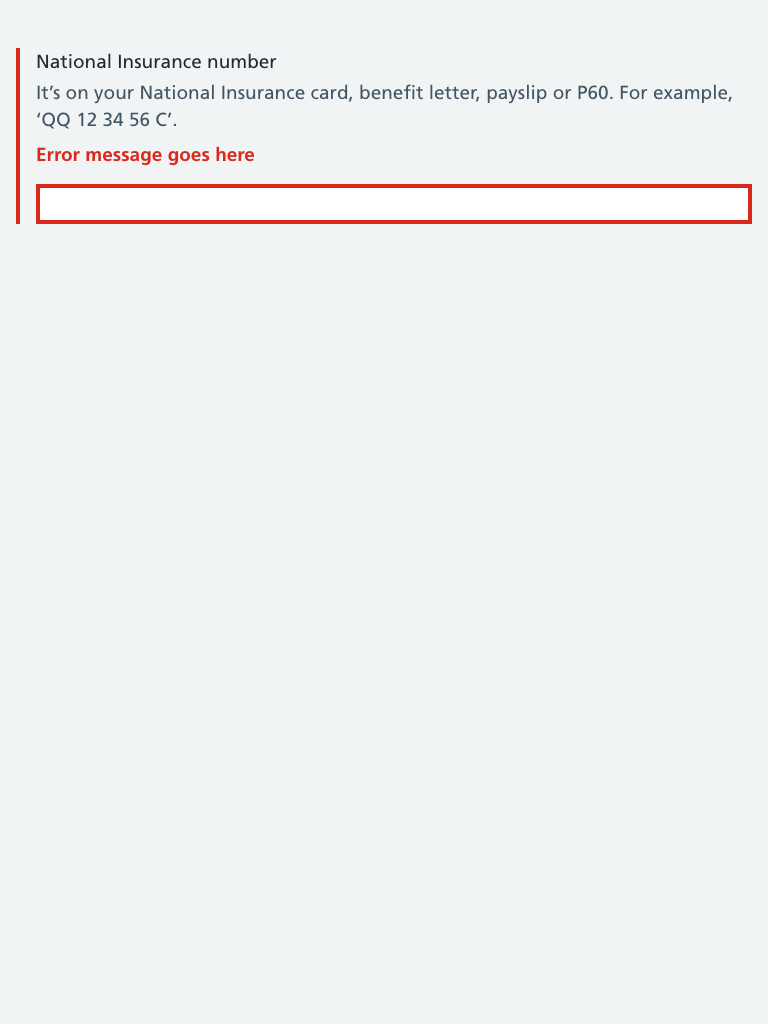 National Insurance number
It’s on your National Insurance card, benefit letter, payslip or P60. For example,
‘QQ 12 34 56 C’.
Error message goes here